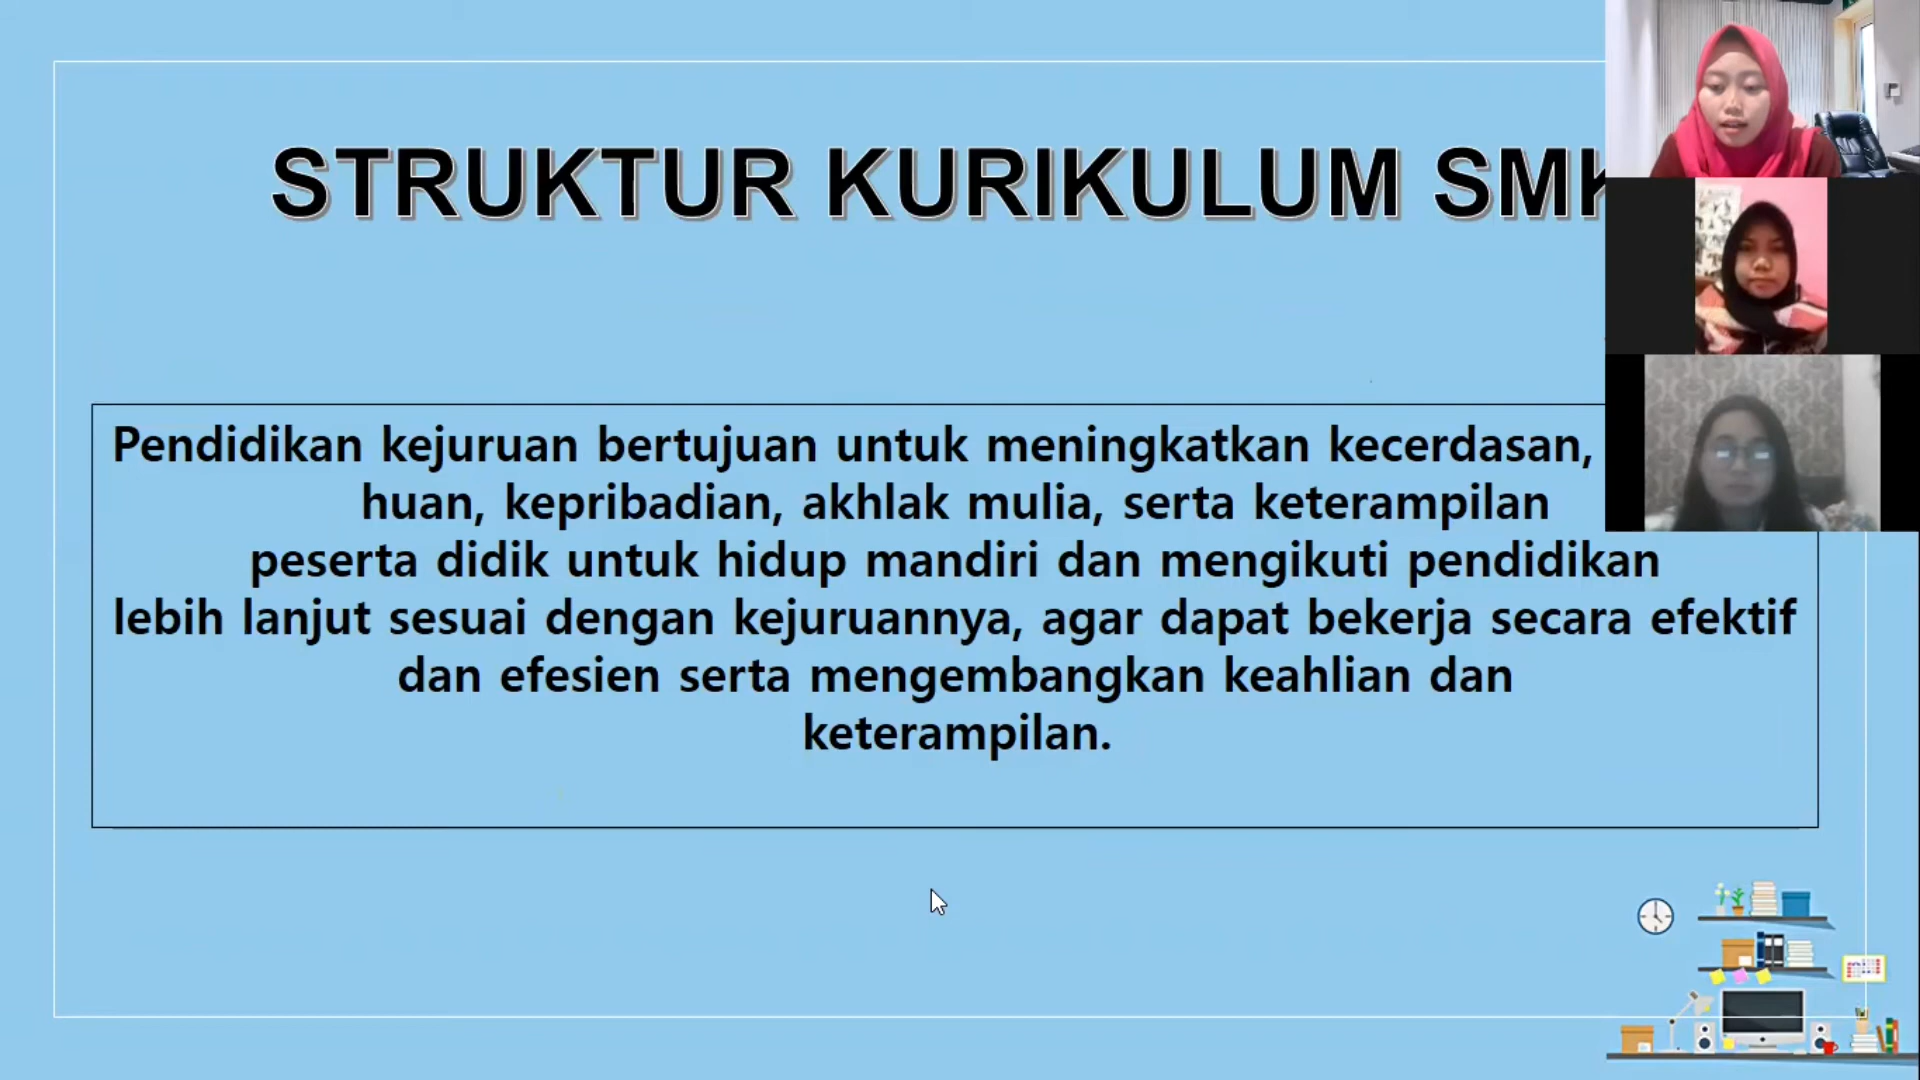 STRUKTUR KURIKULUM SMK
Pendidikan kejuruan bertujuan untuk meningkatkan kecerdasan,
huan, kepribadian, akhlak mulia, serta keterampilan
peserta didik untuk hidup mandiri dan mengikuti pendidikan
lebih lanjut sesuai dengan kejuruannya, agar dapat bekerja secara efektif
dan efesien serta mengembangkan keahlian dan
keterampilan.